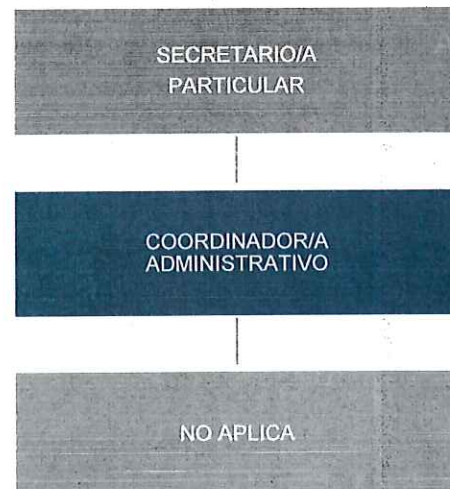 SECRETARIO/A
PARTICULAR
COORDINADOR/A
ADMINISTRATIVO
NO APLICA